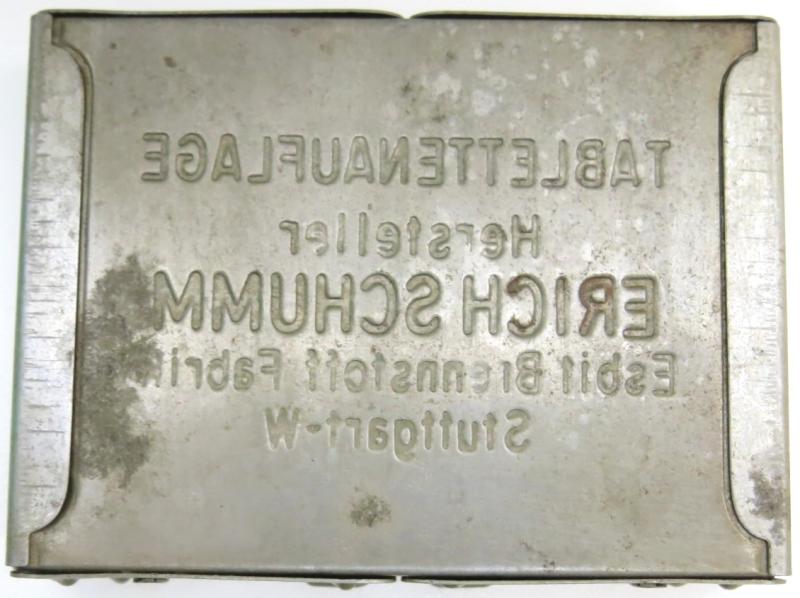 TABLETTENAUFLAGE
Hersteller
ERICH SCHUMM
Esbit Brennstoff Fabrik
Stuttgart-W